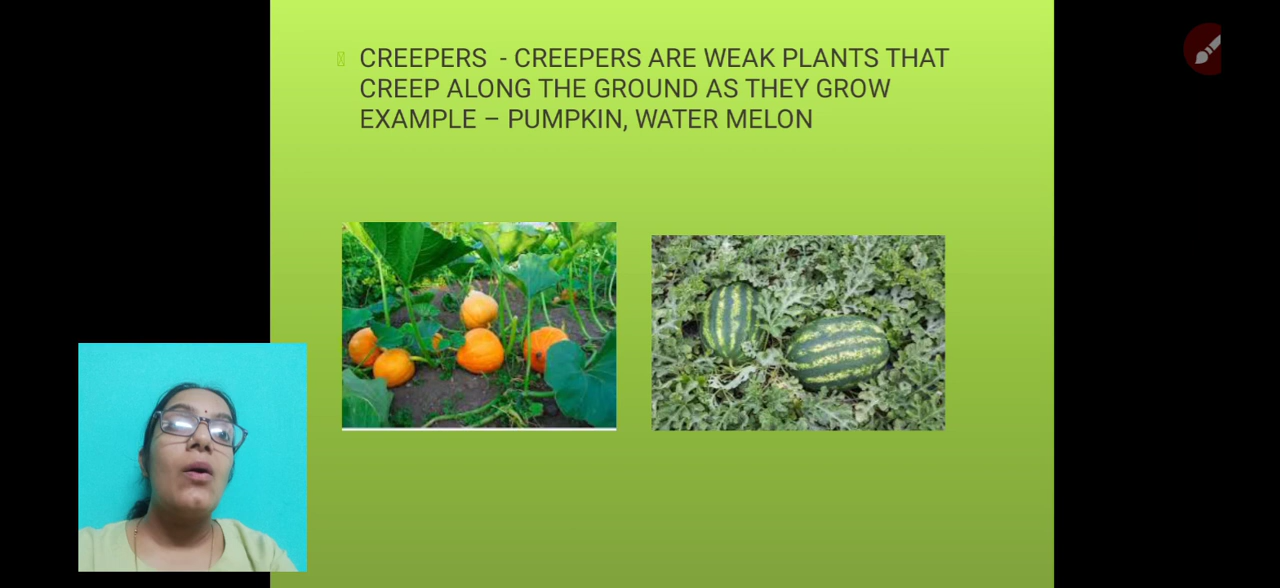 CREEPERS - CREEPERS ARE WEAK PLANTS THAT
CREEP ALONG THE GROUND AS THEY GROW
EXAMPLE – PUMPKIN, WATER MELON